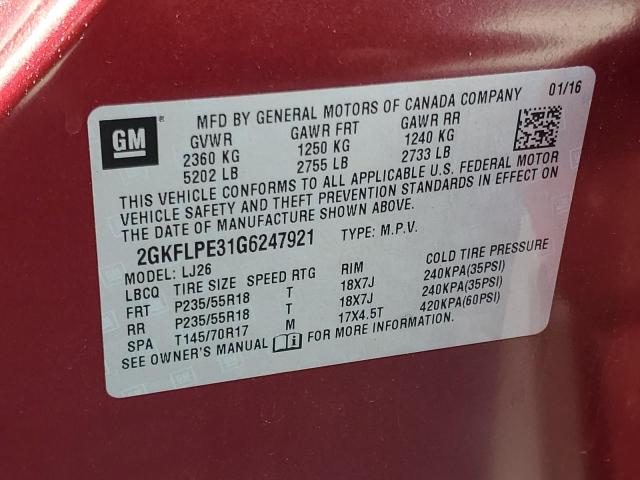 GM
MFD BY GENERAL MOTORS OF CANADA COMPANY 01/16
GVWR GAWR FRT GAWR RR
2360 KG 1250 KG 1240 KG
5202 LB 2755 LB 2733 LB
THIS VEHICLE CONFORMS TO ALL APPLICABLE U.S. FEDERAL MOTOR
VEHICLE SAFETY AND THEFT PREVENTION STANDARDS IN EFFECT ON
THE DATE OF MANUFACTURE SHOWN ABOVE.
2GKFLPE31G6247921 TYPE: M.P.V.
MODEL: LJ26
LBCQ TIRE SIZE SPEED RTG RIM COLD TIRE PRESSURE
FRT P235/55R18 T 18X7J 240KPA(35PSI)
RR P235/55R18 T 18X7J 240KPA(35PSI)
SPA T145/70R17 M 17X4.5T 420KPA(60PSI)
SEE OWNER'S MANUAL FOR MORE INFORMATION.